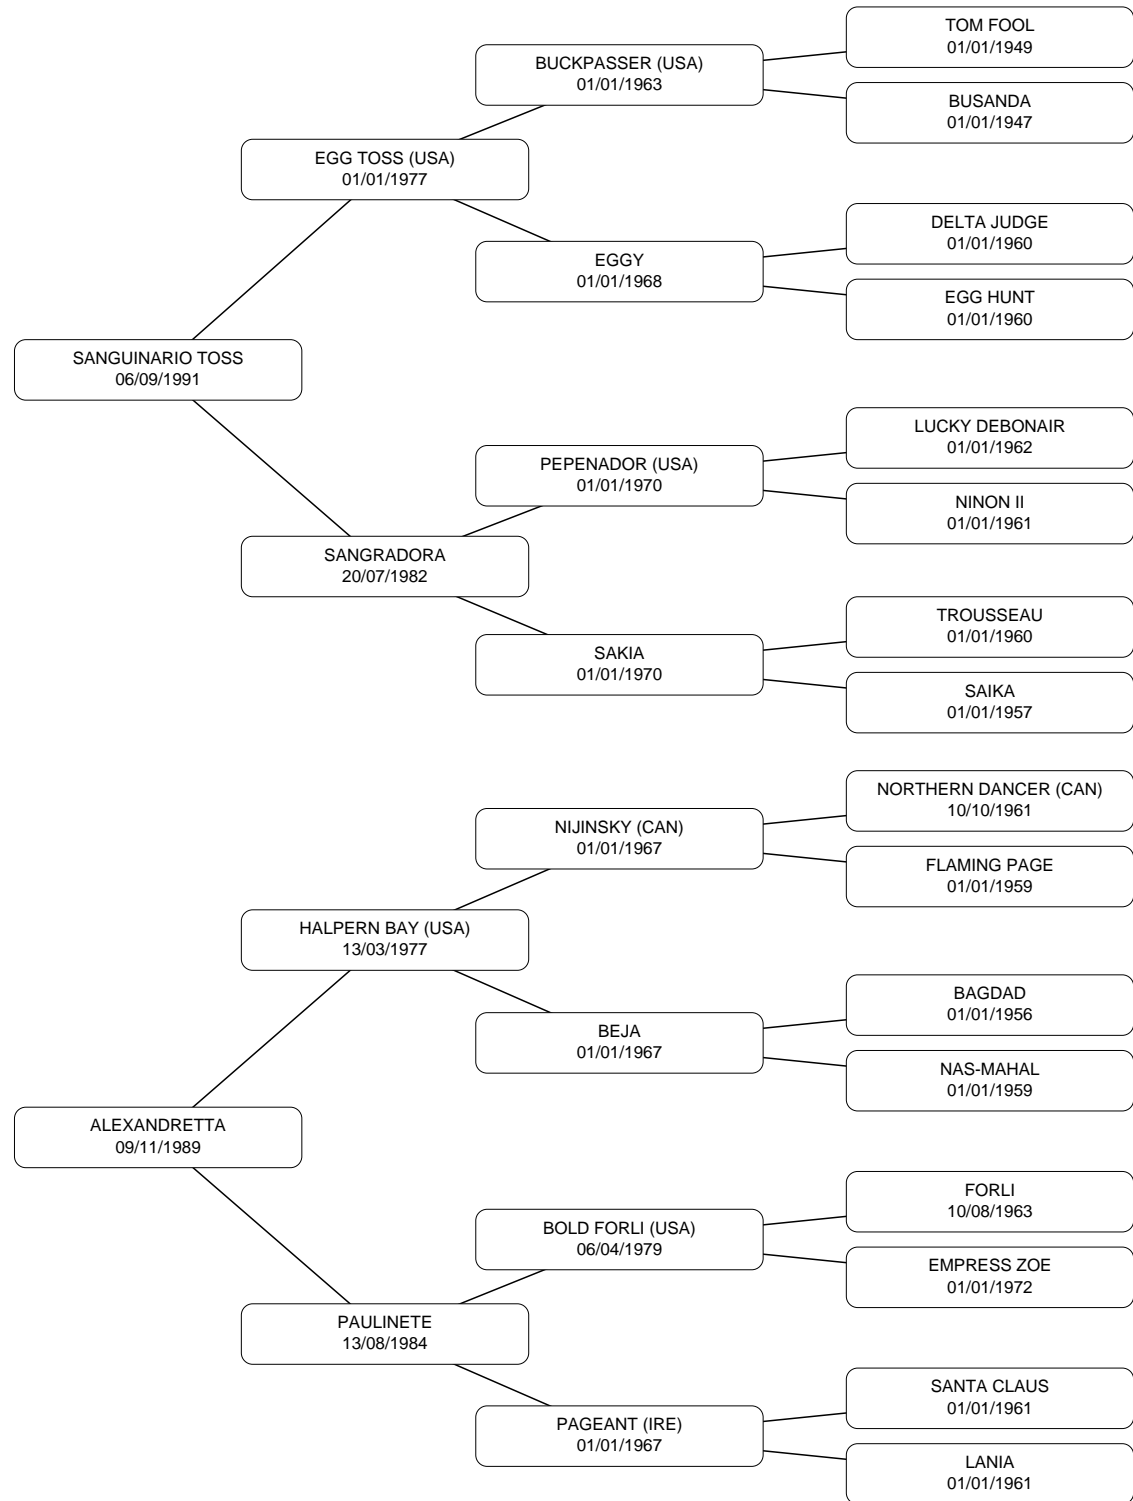 TOM FOOL
01/01/1949
BUCKPASSER (USA)
01/01/1963
BUSANDA
01/01/1947
EGG TOSS (USA)
01/01/1977
DELTA JUDGE
01/01/1960
EGGY
01/01/1968
EGG HUNT
01/01/1960
SANGUINARIO TOSS
06/09/1991
LUCKY DEBONAIR
01/01/1962
PEPENADOR (USA)
01/01/1970
NINON II
01/01/1961
SANGRADORA
20/07/1982
TROUSSEAU
01/01/1960
SAKIA
01/01/1970
SAIKA
01/01/1957
NORTHERN DANCER (CAN)
10/10/1961
NIJINSKY (CAN)
01/01/1967
FLAMING PAGE
01/01/1959
HALPERN BAY (USA)
13/03/1977
BAGDAD
01/01/1956
BEJA
01/01/1967
NAS-MAHAL
01/01/1959
ALEXANDRETTA
09/11/1989
FORLI
10/08/1963
BOLD FORLI (USA)
06/04/1979
EMPRESS ZOE
01/01/1972
PAULINETE
13/08/1984
SANTA CLAUS
01/01/1961
PAGEANT (IRE)
01/01/1967
LANIA
01/01/1961